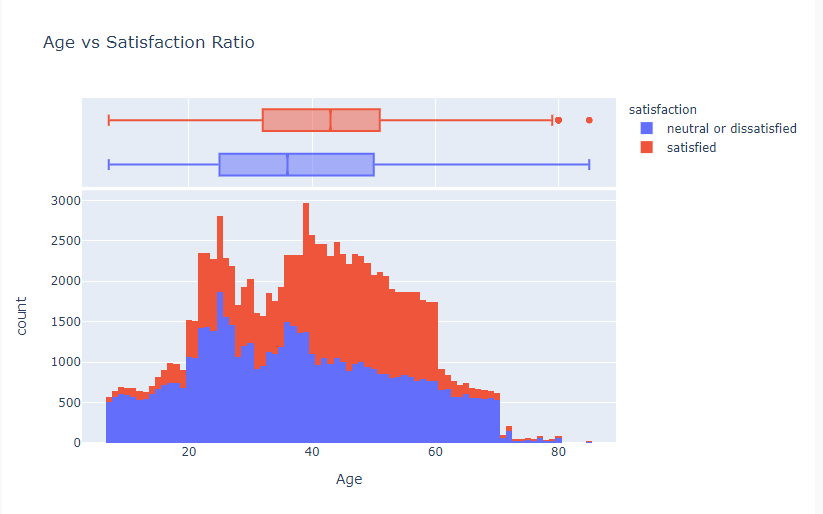 Age vs Satisfaction Ratio
satisfaction
neutral or dissatisfied
satisfied
3000
2500
2000
1500
1000
500
0
count
20 40 60 80
Age